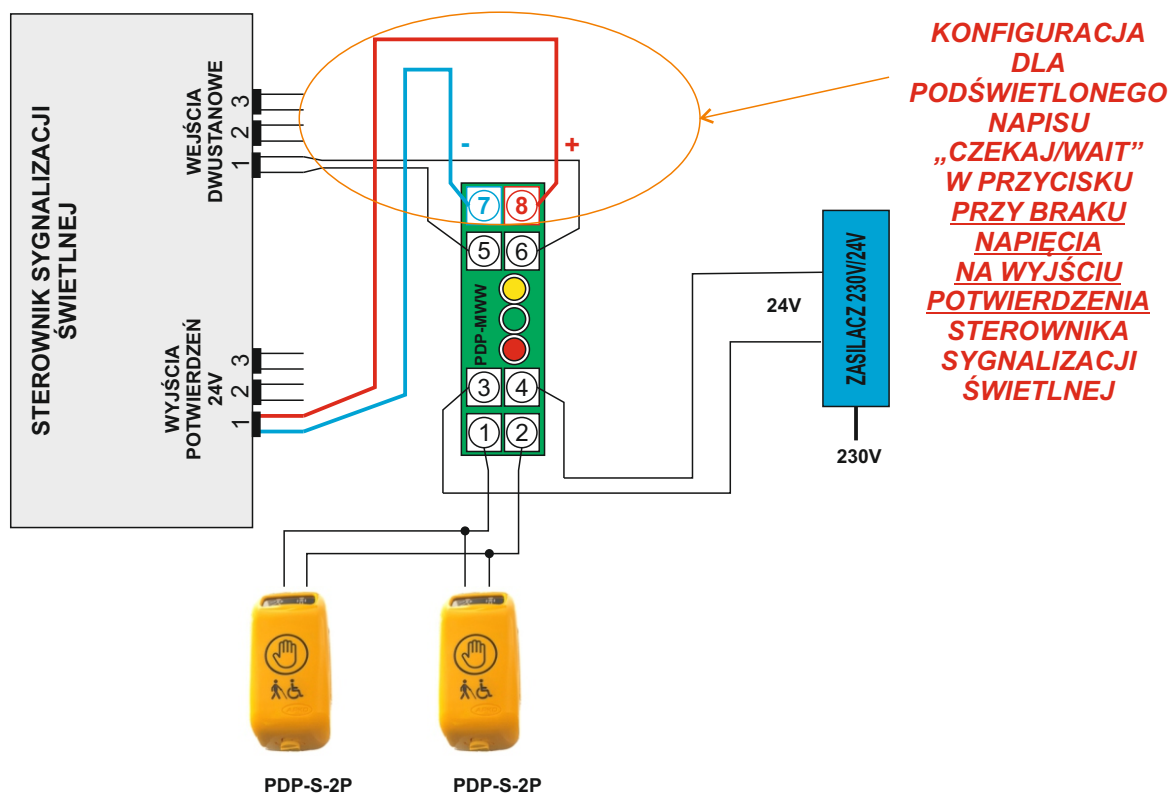 STEROWNIK SYGNALIZACJI
ŚWIETLNEJ
WEJŚCIA
DWUSTANOWE
3
2
1
WYJŚCIA
POTWIERDZEŃ
24V
3
2
1
-
+
7
8
5
6
PDP-MWW
3
4
1
2
24V
ZASILACZ 230V/24V
230V
KONFIGURACJA
DLA
PODŚWIETLONEGO
NAPISU
„CZEKAJ/WAIT”
W PRZYCISKU
PRZY BRAKU
NAPIĘCIA
NA WYJŚCIU
POTWIERDZENIA
STEROWNIKA
SYGNALIZACJI
ŚWIETLNEJ
PDP-S-2P
PDP-S-2P